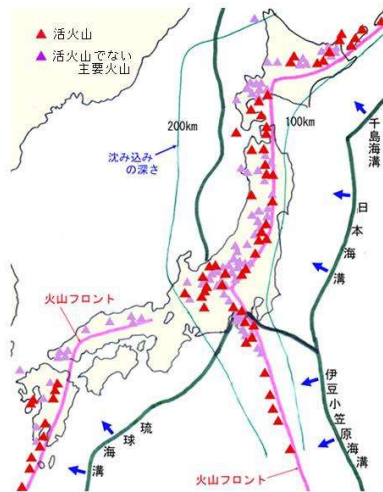 活火山
活火山でない
主要火山
200km
100km
沈み込み
の深さ
千島海溝
日本海溝
火山フロント
伊豆小笠原海溝
琉球海溝
火山フロント